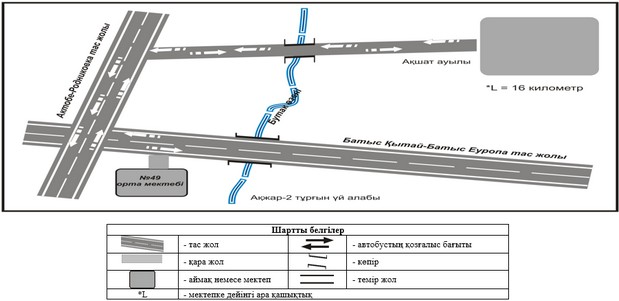 Ақтобе-Родниковка тас жолы
Ақшат ауылы
*L = 16 километр
Бутақ өзені
Батыс Қытай-Батыс Еуропа тас жолы
№49
орта мектебі
Ақжар-2 тұрғын үй алабы
Шартты белгілер
- тас жол
- автобустың қозғалыс бағыты
- қара жол
- көпір
- аймақ немесе мектеп
- темір жол
*L
- мектепке дейінгі ара қашықтық